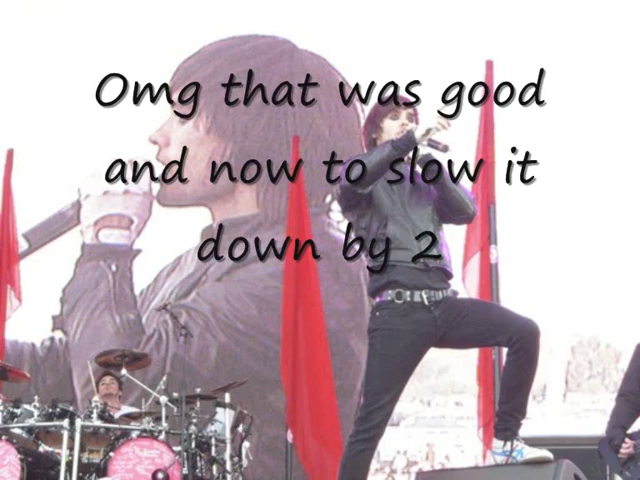 Omg that was good
and now to slow it
down by 2